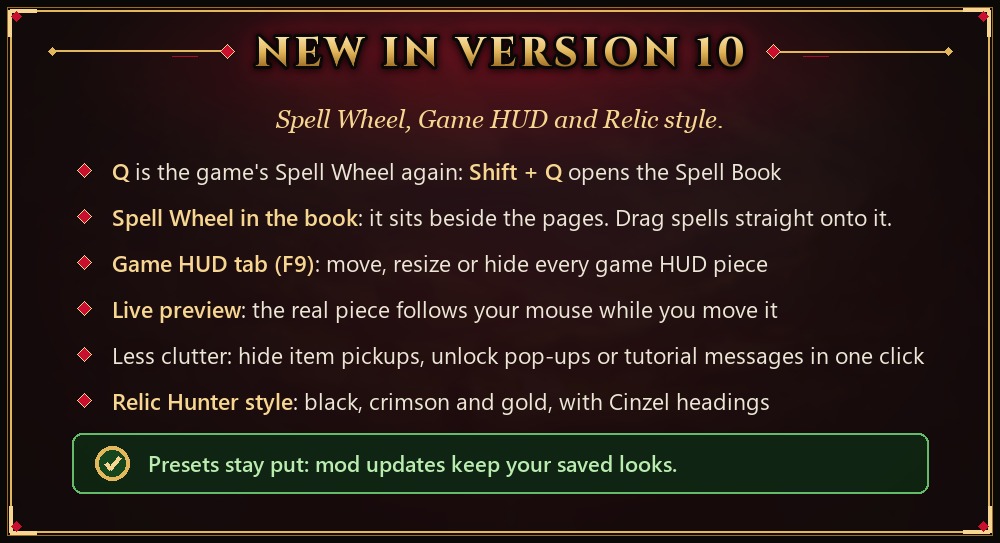 NEW IN VERSION 10
Spell Wheel, Game HUD and Relic style.
Q is the game's Spell Wheel again: Shift + Q opens the Spell Book
Spell Wheel in the book: it sits beside the pages. Drag spells straight onto it.
Game HUD tab (F9): move, resize or hide every game HUD piece
Live preview: the real piece follows your mouse while you move it
Less clutter: hide item pickups, unlock pop-ups or tutorial messages in one click
Relic Hunter style: black, crimson and gold, with Cinzel headings
Presets stay put: mod updates keep your saved looks.